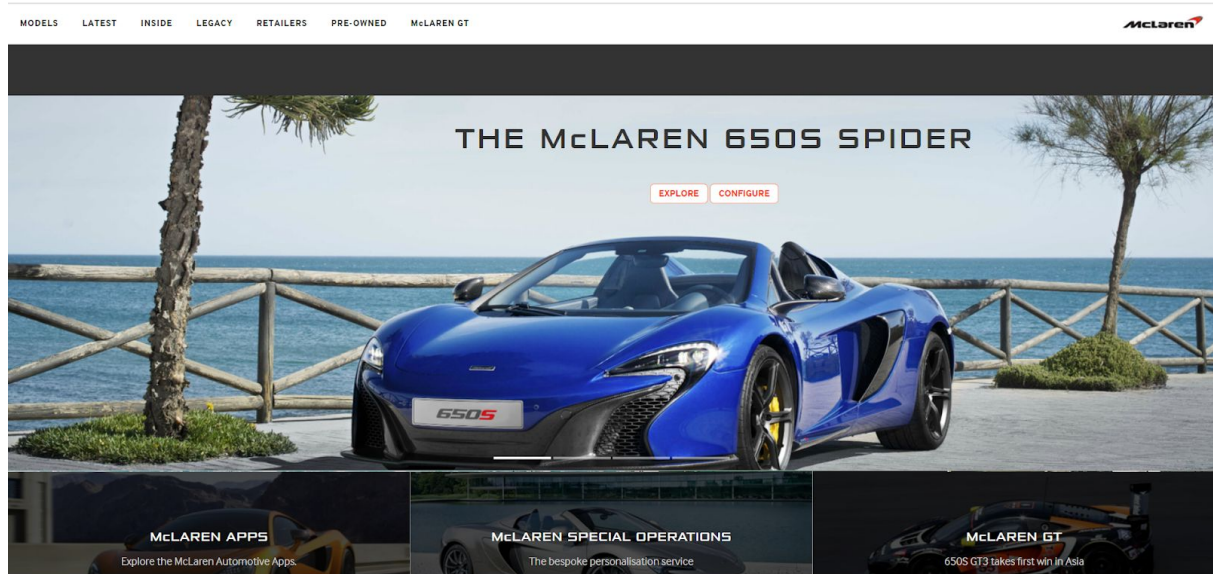 MODELS LATEST INSIDE LEGACY RETAILERS PRE-OWNED McLAREN GT
McLaren
THE McLAREN 650S SPIDER
EXPLORE CONFIGURE
650S
McLAREN APPS
Explore the McLaren Automotive Apps.
McLAREN SPECIAL OPERATIONS
The bespoke personalisation service
McLAREN GT
650S GT3 takes first win in Asia